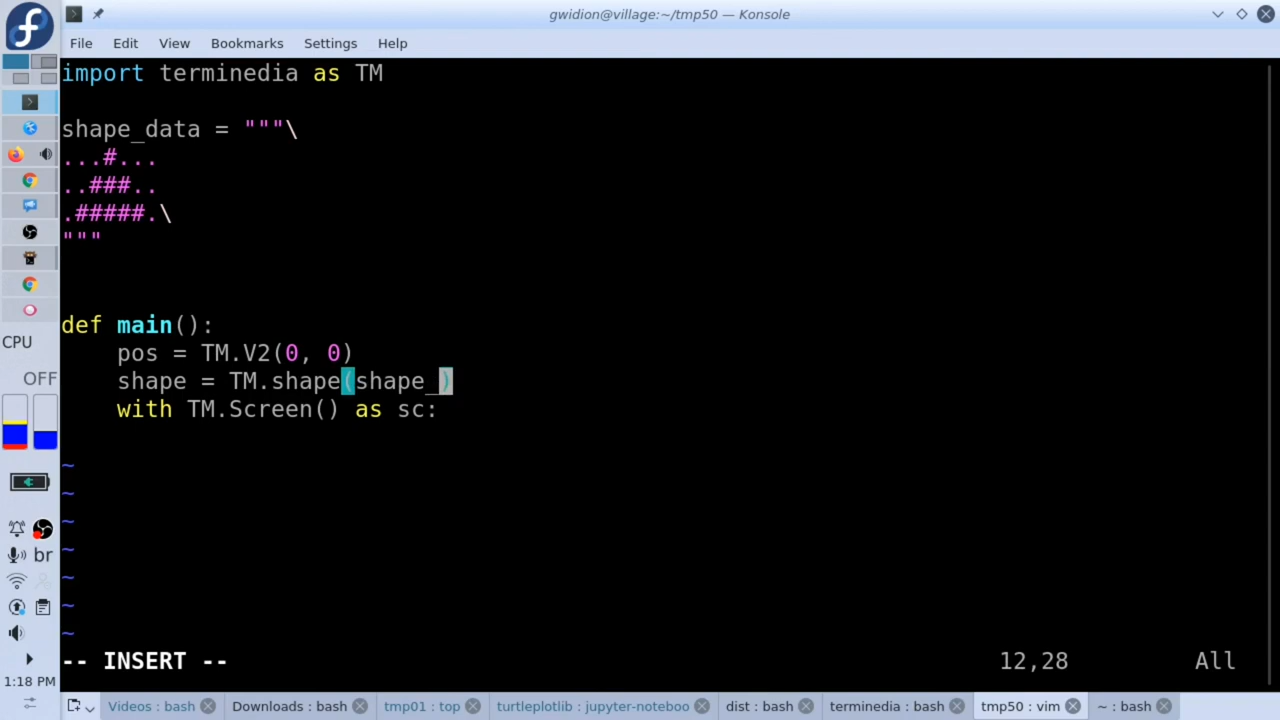 gwidion@village:~/tmp50 — Konsole
File Edit View Bookmarks Settings Help
import terminedia as TM
shape_data = """\
...#...
..###..
.#####.\
"""
def main():
    pos = TM.V2(0, 0)
    shape = TM.shape(shape_)
    with TM.Screen() as sc:
~
~
~
~
~
~
~
-- INSERT -- 12,28 All
CPU
OFF
br
1:18 PM
Videos : bash Downloads : bash tmp01 : top turtleplotlib : jupyter-noteboo dist : bash terminedia : bash tmp50 : vim ~ : bash